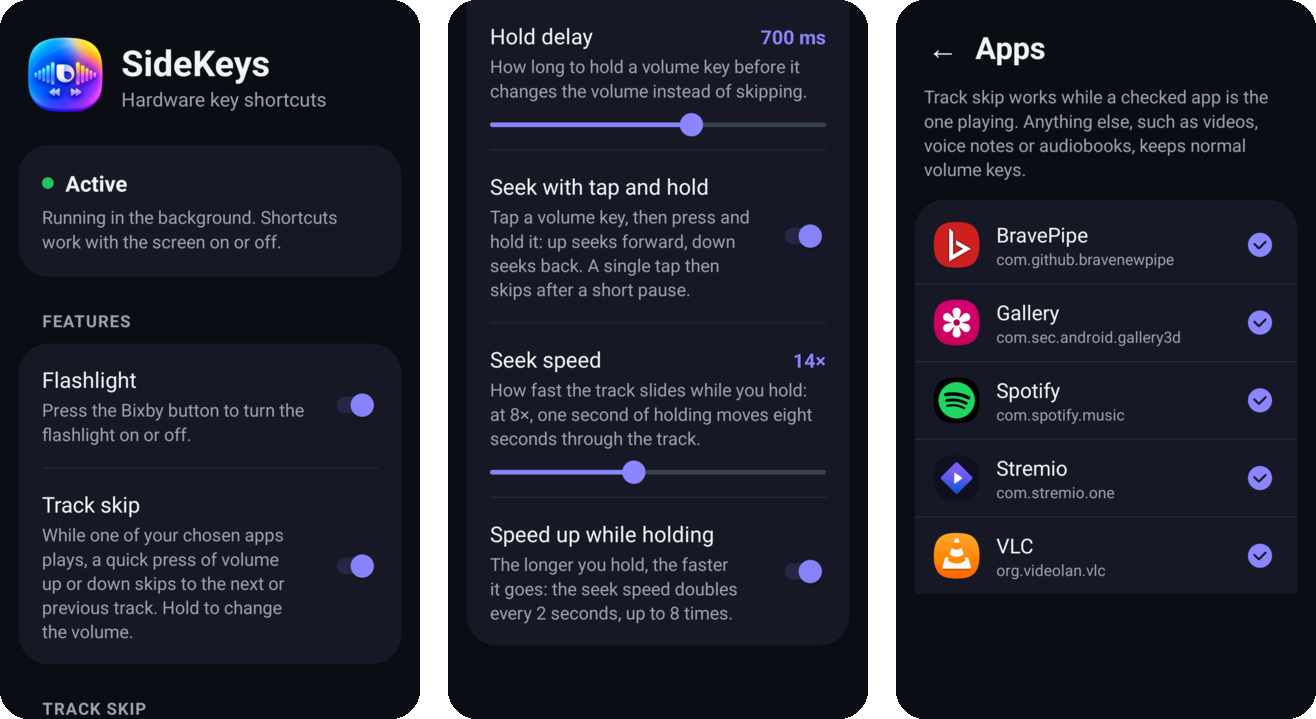 SideKeys
Hardware key shortcuts
Active
Running in the background. Shortcuts
work with the screen on or off.
FEATURES
Flashlight
Press the Bixby button to turn the
flashlight on or off.
Track skip
While one of your chosen apps
plays, a quick press of volume
up or down skips to the next or
previous track. Hold to change
the volume.
TRACK SKIP
Hold delay
700 ms
How long to hold a volume key before it
changes the volume instead of skipping.
Seek with tap and hold
Tap a volume key, then press and
hold it: up seeks forward, down
seeks back. A single tap then
skips after a short pause.
Seek speed
14×
How fast the track slides while you hold:
at 8×, one second of holding moves eight
seconds through the track.
Speed up while holding
The longer you hold, the faster
it goes: the seek speed doubles
every 2 seconds, up to 8 times.
← Apps
Track skip works while a checked app is the
one playing. Anything else, such as videos,
voice notes or audiobooks, keeps normal
volume keys.
BravePipe
com.github.bravenewpipe
Gallery
com.sec.android.gallery3d
Spotify
com.spotify.music
Stremio
com.stremio.one
VLC
org.videolan.vlc